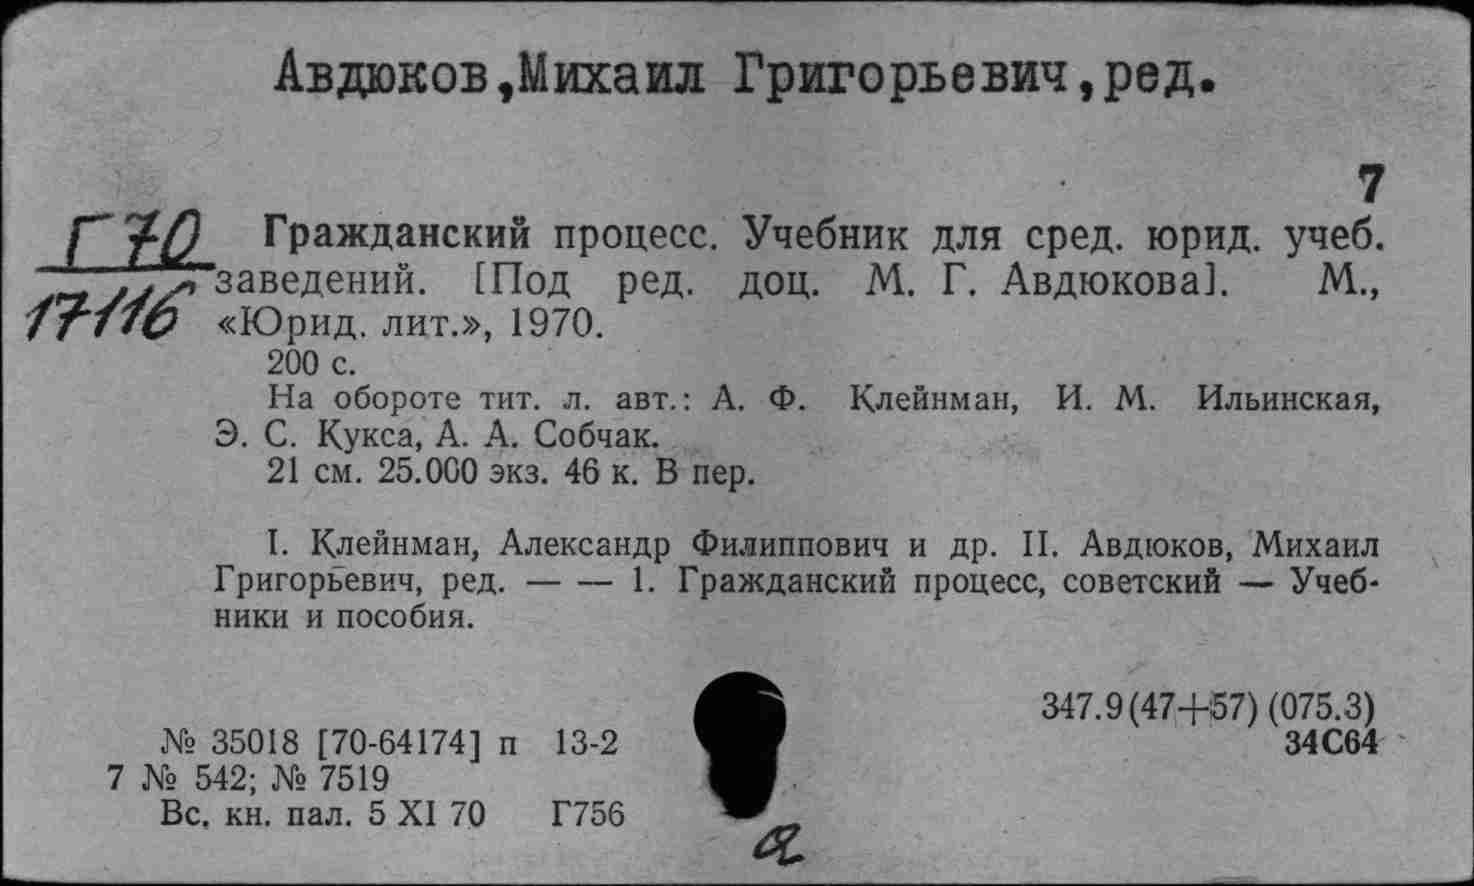 Авдюков,Михаил Григорьевич,ред.
7
Г 70
17-116
Гражданский процесс. Учебник для сред. юрид. учеб.
заведений. [Под ред. доц. М. Г. Авдюкова]. М.,
«Юрид. лит.», 1970.
200 с.
На обороте тит. л. авт.: А. Ф. Клейнман, И. М. Ильинская,
Э. С. Кукса, А. А. Собчак.
21 см. 25.000 экз. 46 к. В пер.
I. Клейнман, Александр Филиппович и др. II. Авдюков, Михаил
Григорьевич, ред. — — 1. Гражданский процесс, советский — Учеб-
ники и пособия.
347.9(47+57)(075.3)
34С64
№ 35018 [70-64174] п 13-2
7 № 542; № 7519
Вс. кн. пал. 5 XI 70 Г756